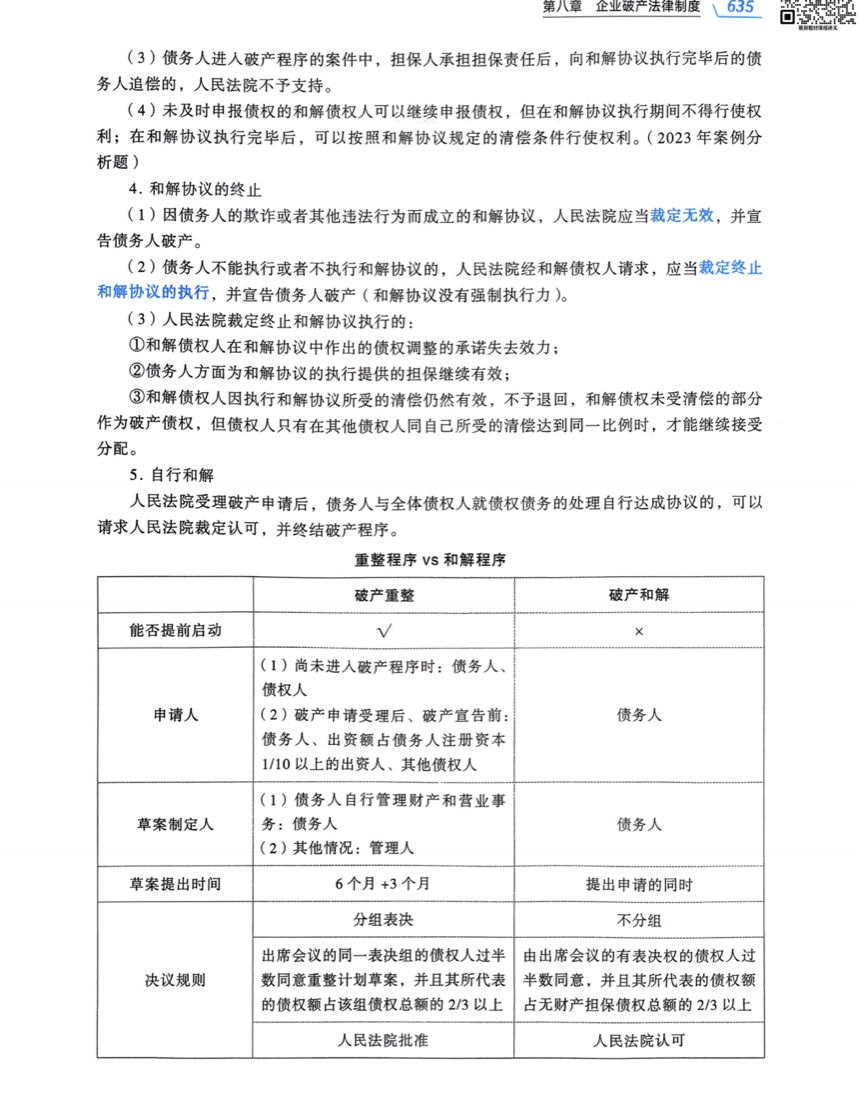 第八章 企业破产法律制度 635
（3）债务人进入破产程序的案件中，担保人承担担保责任后，向和解协议执行完毕后的债
务人追偿的，人民法院不予支持。
（4）未及时申报债权的和解债权人可以继续申报债权，但在和解协议执行期间不得行使权
利；在和解协议执行完毕后，可以按照和解协议规定的清偿条件行使权利。（2023 年案例分
析题）
4. 和解协议的终止
（1）因债务人的欺诈或者其他违法行为而成立的和解协议，人民法院应当裁定无效，并宣
告债务人破产。
（2）债务人不能执行或者不执行和解协议的，人民法院经和解债权人请求，应当裁定终止
和解协议的执行，并宣告债务人破产（和解协议没有强制执行力）。
（3）人民法院裁定终止和解协议执行的：
①和解债权人在和解协议中作出的债权调整的承诺失去效力；
②债务人方面为和解协议的执行提供的担保继续有效；
③和解债权人因执行和解协议所受的清偿仍然有效，不予退回，和解债权未受清偿的部分
作为破产债权，但债权人只有在其他债权人同自己所受的清偿达到同一比例时，才能继续接受
分配。
5. 自行和解
人民法院受理破产申请后，债务人与全体债权人就债权债务的处理自行达成协议的，可以
请求人民法院裁定认可，并终结破产程序。
重整程序 vs 和解程序
破产重整 破产和解
能否提前启动 √ ×
申请人
（1）尚未进入破产程序时：债务人、
债权人
（2）破产申请受理后、破产宣告前：
债务人、出资额占债务人注册资本
1/10 以上的出资人、其他债权人
债务人
草案制定人
（1）债务人自行管理财产和营业事
务：债务人
（2）其他情况：管理人
债务人
草案提出时间 6 个月 +3 个月 提出申请的同时
决议规则
分组表决 不分组
出席会议的同一表决组的债权人过半
数同意重整计划草案，并且其所代表
的债权额占该组债权总额的 2/3 以上
由出席会议的有表决权的债权人过
半数同意，并且其所代表的债权额
占无财产担保债权总额的 2/3 以上
人民法院批准 人民法院认可